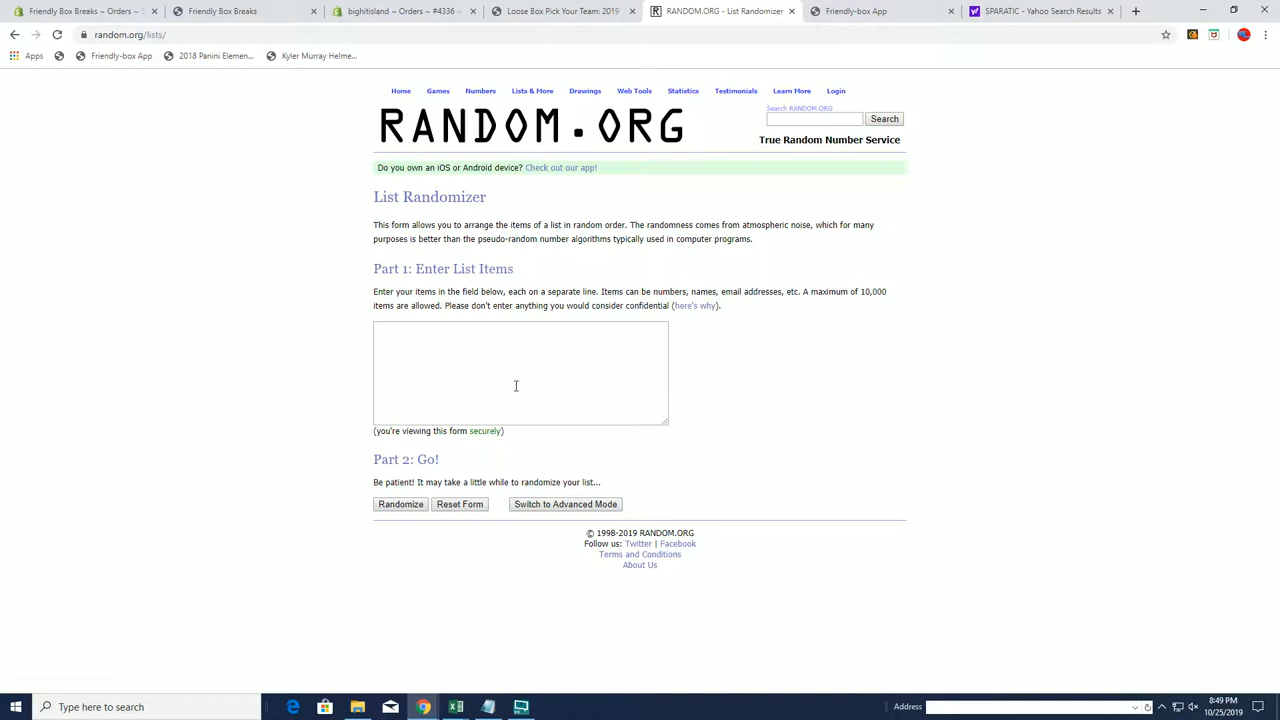 Friendly Box Breaks ~ Orders ~
Friendly Box Breaks
bighitisland ~ Orders ~ #4336 –
Loose Box Pick Your Team: 2019
RANDOM.ORG - List Randomizer
Friendly-box App
SPARATIC - Yahoo Search Results
random.org/lists/
Apps
Friendly-box App
2018 Panini Elemen...
Kyler Murray Helme...
Home Games Numbers Lists & More Drawings Web Tools Statistics Testimonials Learn More Login
RANDOM.ORG
Search RANDOM.ORG
Search
True Random Number Service
Do you own an iOS or Android device? Check out our app!
List Randomizer
This form allows you to arrange the items of a list in random order. The randomness comes from atmospheric noise, which for many
purposes is better than the pseudo-random number algorithms typically used in computer programs.
Part 1: Enter List Items
Enter your items in the field below, each on a separate line. Items can be numbers, names, email addresses, etc. A maximum of 10,000
items are allowed. Please don't enter anything you would consider confidential (here's why).
(you're viewing this form securely)
Part 2: Go!
Be patient! It may take a little while to randomize your list...
Randomize Reset Form Switch to Advanced Mode
© 1998-2019 RANDOM.ORG
Follow us: Twitter | Facebook
Terms and Conditions
About Us
Type here to search
Address
8:49 PM
10/25/2019